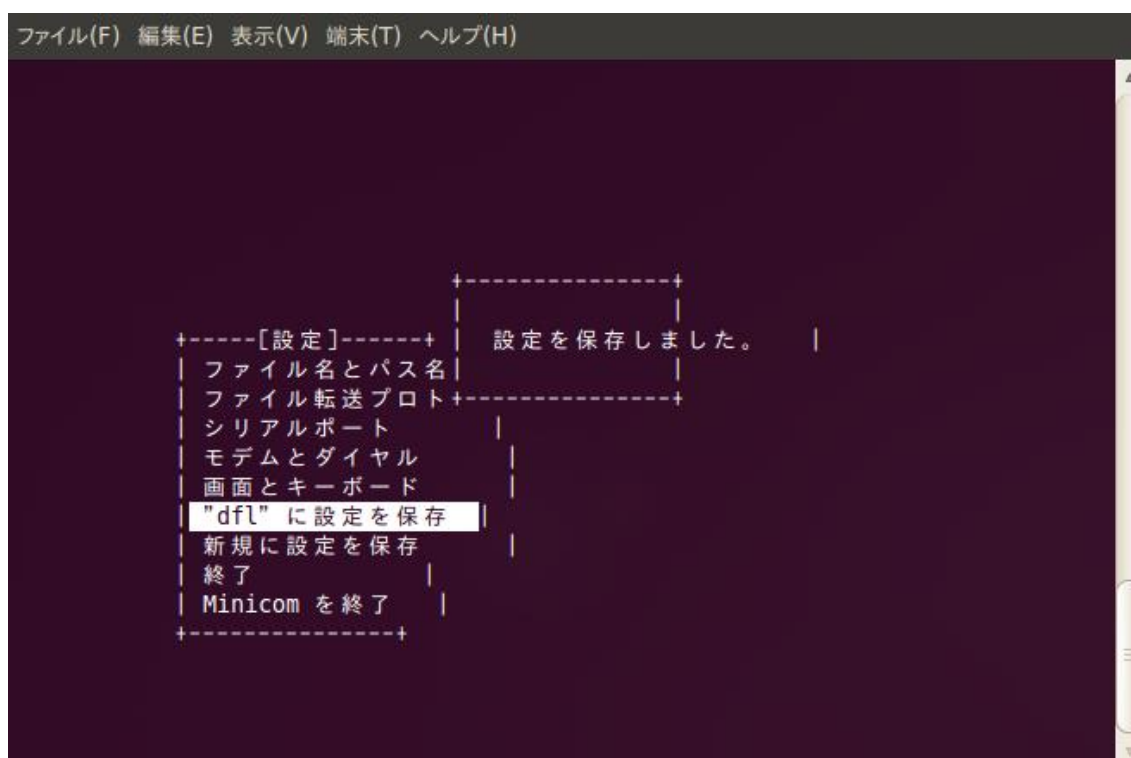 ファイル(F) 編集(E) 表示(V) 端末(T) ヘルプ(H)
+---------------+
| |
+-----[設定]------+ | 設定を保存しました。 |
| ファイル名とパス名| |
| ファイル転送プロト+---------------+
| シリアルポート |
| モデムとダイヤル |
| 画面とキーボード |
| "dfl" に設定を保存 |
| 新規に設定を保存 |
| 終了 |
| Minicom を終了 |
+---------------+